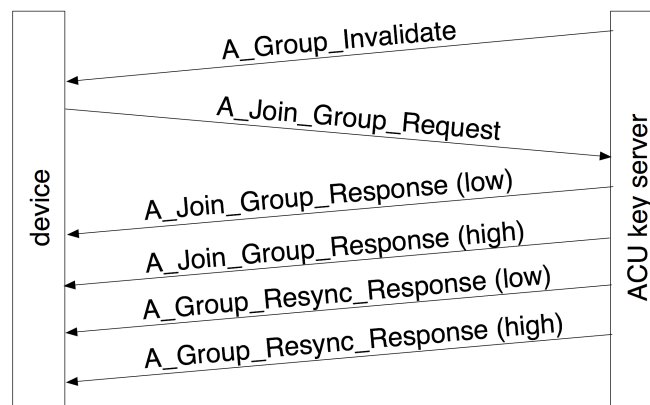 A_Group_Invalidate
A_Join_Group_Request
A_Join_Group_Response (low)
A_Join_Group_Response (high)
A_Group_Resync_Response (low)
A_Group_Resync_Response (high)
device
ACU key server